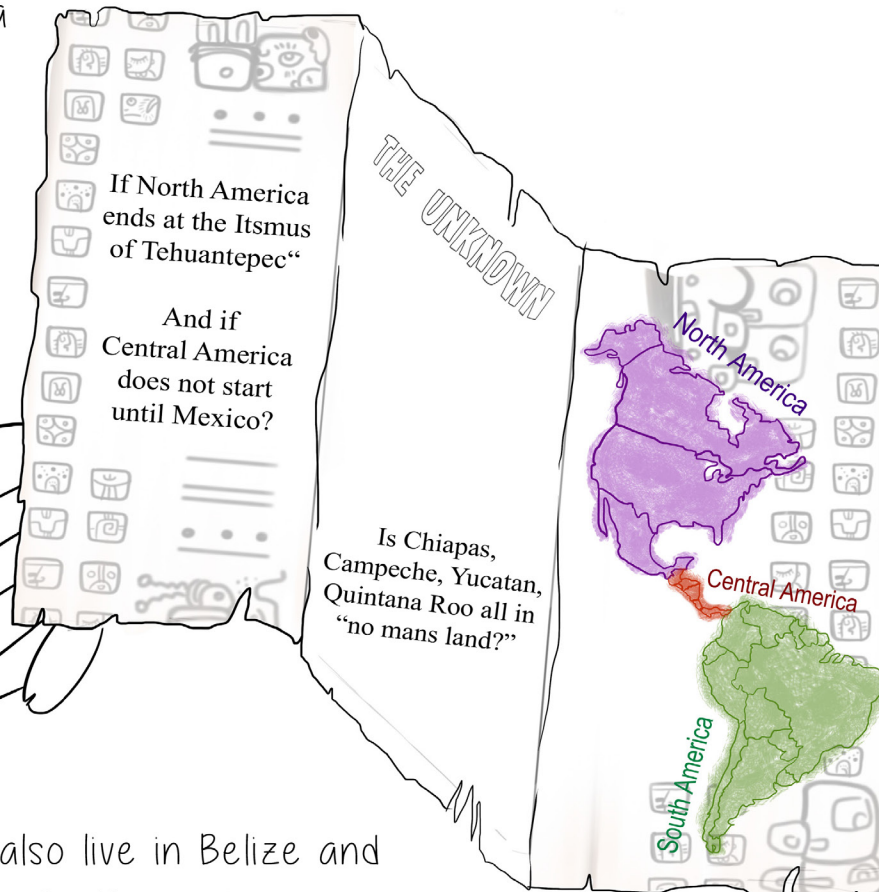 If North America
ends at the Itsmus
of Tehuantepec“
And if
Central America
does not start
until Mexico?
THE UNKNOWN
Is Chiapas,
Campeche, Yucatan,
Quintana Roo all in
“no mans land?”
North America
Central America
South America
also live in Belize and